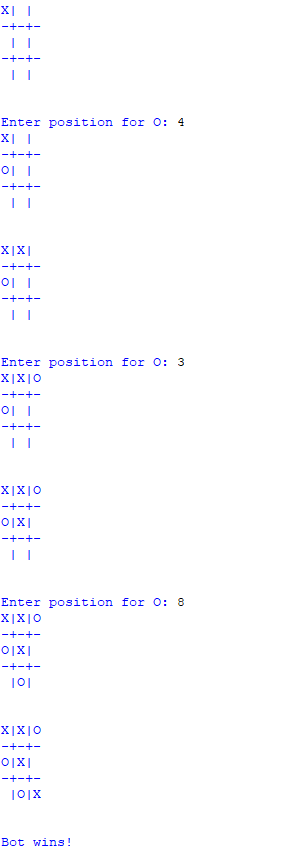 X| |
-+-+-
 | |
-+-+-
 | |
Enter position for O: 4
X| |
-+-+-
O| |
-+-+-
 | |
X|X|
-+-+-
O| |
-+-+-
 | |
Enter position for O: 3
X|X|O
-+-+-
O| |
-+-+-
 | |
X|X|O
-+-+-
O|X|
-+-+-
 | |
Enter position for O: 8
X|X|O
-+-+-
O|X|
-+-+-
 |O|
X|X|O
-+-+-
O|X|
-+-+-
 |O|X
Bot wins!